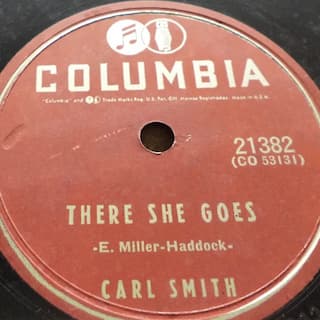 COLUMBIA
"Columbia" and Trade Marks Reg. U.S. Pat. Off. Marcas Registradas. Made in U.S.A.
21382
(CO 53131)
THERE SHE GOES
-E. Miller-Haddock-
CARL SMITH